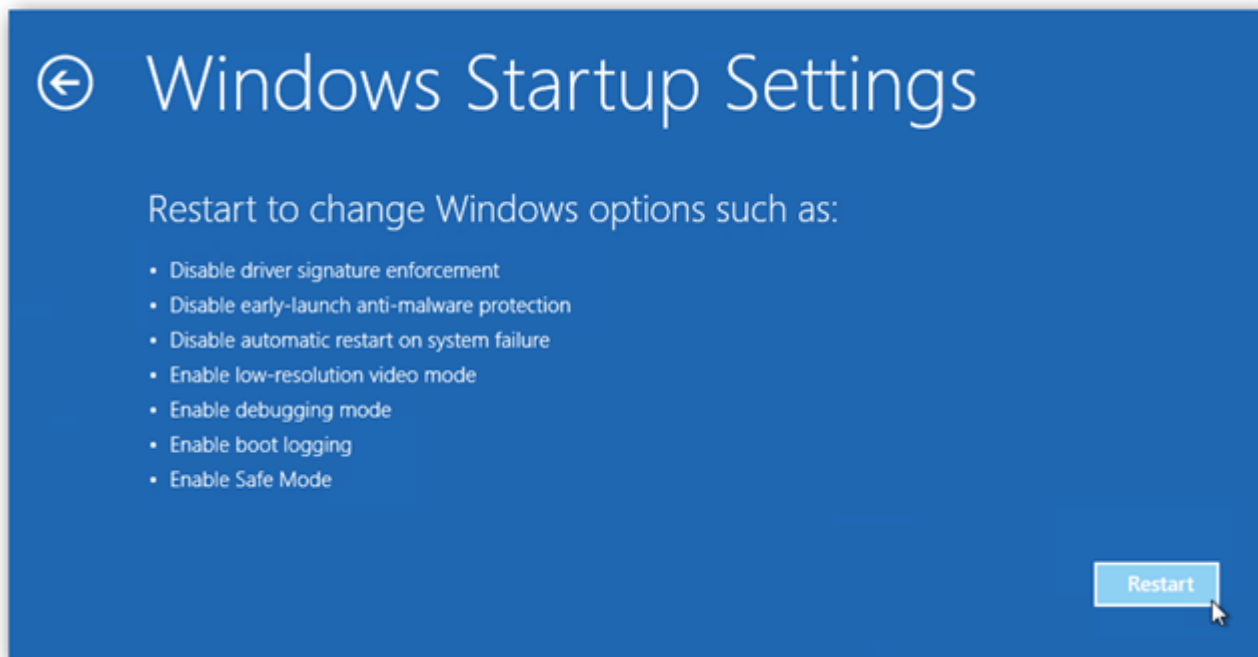 Windows Startup Settings
Restart to change Windows options such as:
• Disable driver signature enforcement
• Disable early-launch anti-malware protection
• Disable automatic restart on system failure
• Enable low-resolution video mode
• Enable debugging mode
• Enable boot logging
• Enable Safe Mode
Restart